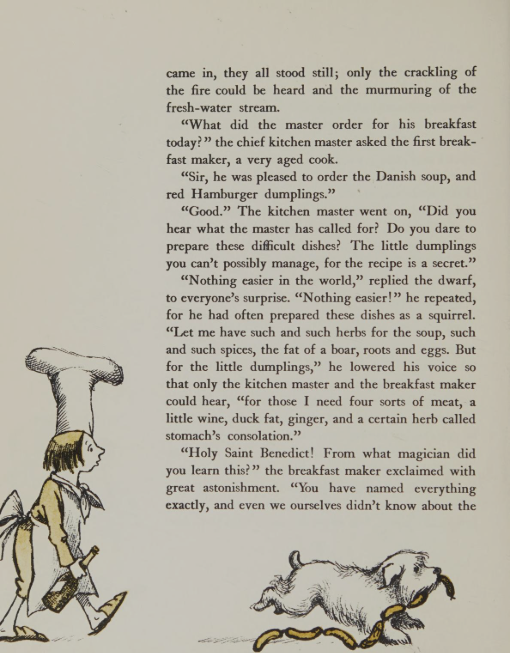 came in, they all stood still; only the crackling of
the fire could be heard and the murmuring of the
fresh-water stream.
“What did the master order for his breakfast
today?” the chief kitchen master asked the first break-
fast maker, a very aged cook.
“Sir, he was pleased to order the Danish soup, and
red Hamburger dumplings.”
“Good.” The kitchen master went on, “Did you
hear what the master has called for? Do you dare to
prepare these difficult dishes? The little dumplings
you can’t possibly manage, for the recipe is a secret.”
“Nothing easier in the world,” replied the dwarf,
to everyone’s surprise. “Nothing easier!” he repeated,
for he had often prepared these dishes as a squirrel.
“Let me have such and such herbs for the soup, such
and such spices, the fat of a boar, roots and eggs. But
for the little dumplings,” he lowered his voice so
that only the kitchen master and the breakfast maker
could hear, “for those I need four sorts of meat, a
little wine, duck fat, ginger, and a certain herb called
stomach’s consolation.”
“Holy Saint Benedict! From what magician did
you learn this?” the breakfast maker exclaimed with
great astonishment. “You have named everything
exactly, and even we ourselves didn’t know about the